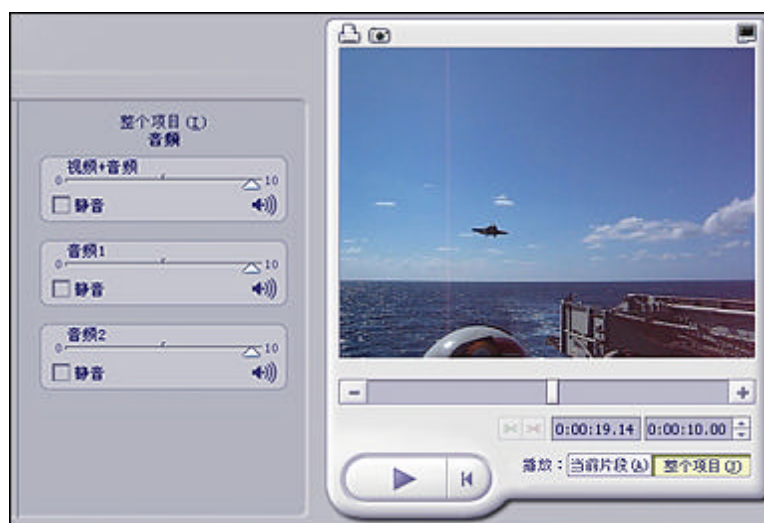 整个项目(I)
音频
视频+音频
0 10
静音
音频1
0 10
静音
音频2
0 10
静音
0:00:19.14 0:00:10.00
播放：当前片段(A) 整个项目(J)